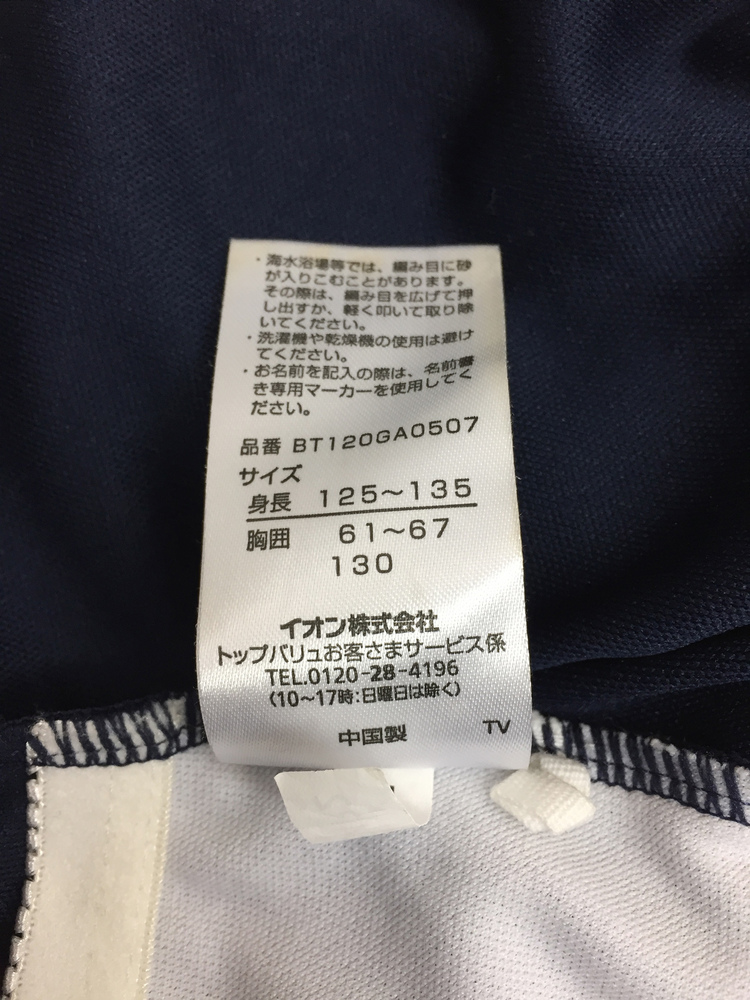 ・海水浴場等では、編み目に砂
が入りこむことがあります。
その際は、編み目を広げて押
し出すか、軽く叩いて取り除
いてください。
・洗濯機や乾燥機の使用は避け
てください。
・お名前を記入の際は、名前書
き専用マーカーを使用してく
ださい。
品番 BT120GA0507
サイズ
身長 125～135
胸囲 61～67
130
イオン株式会社
トップバリュお客さまサービス係
TEL.0120-28-4196
(10～17時:日曜日は除く)
中国製 TV